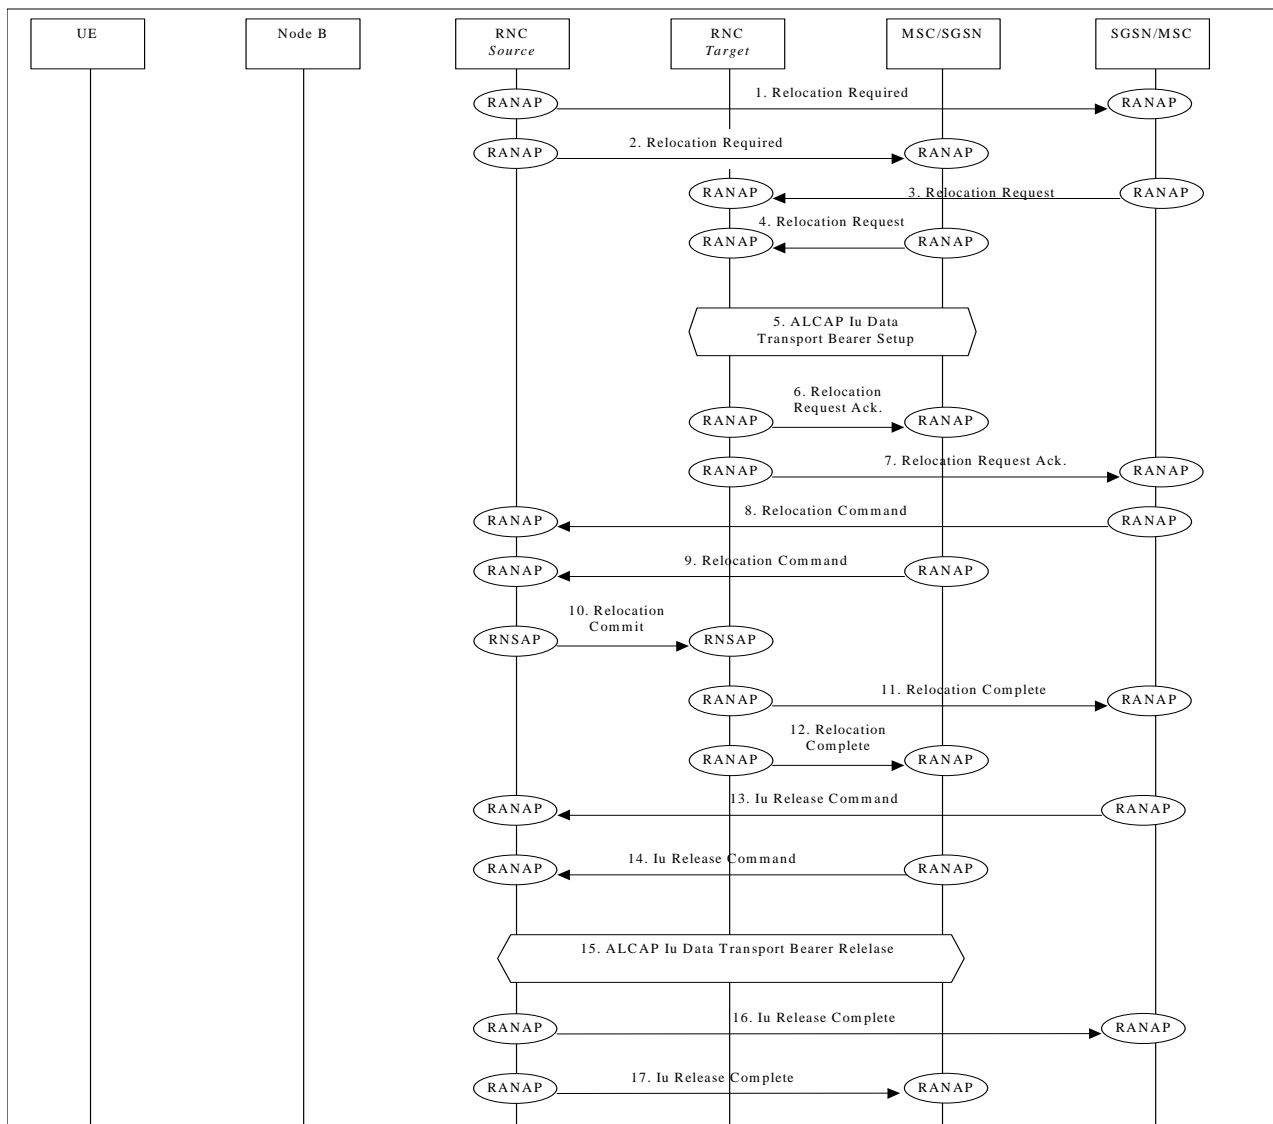 UE
Node B
RNC
Source
RNC
Target
MSC/SGSN
SGSN/MSC
1. Relocation Required
RANAP
RANAP
2. Relocation Required
RANAP
RANAP
RANAP
3. Relocation Request
RANAP
4. Relocation Request
RANAP
RANAP
5. ALCAP Iu Data
Transport Bearer Setup
6. Relocation
Request Ack.
RANAP
RANAP
7. Relocation Request Ack.
RANAP
RANAP
8. Relocation Command
RANAP
RANAP
9. Relocation Command
RANAP
RANAP
10. Relocation
Commit
RNSAP
RNSAP
11. Relocation Complete
RANAP
RANAP
12. Relocation
Complete
RANAP
RANAP
13. Iu Release Command
RANAP
RANAP
14. Iu Release Command
RANAP
RANAP
15. ALCAP Iu Data Transport Bearer Relelase
16. Iu Release Complete
RANAP
RANAP
17. Iu Release Complete
RANAP
RANAP